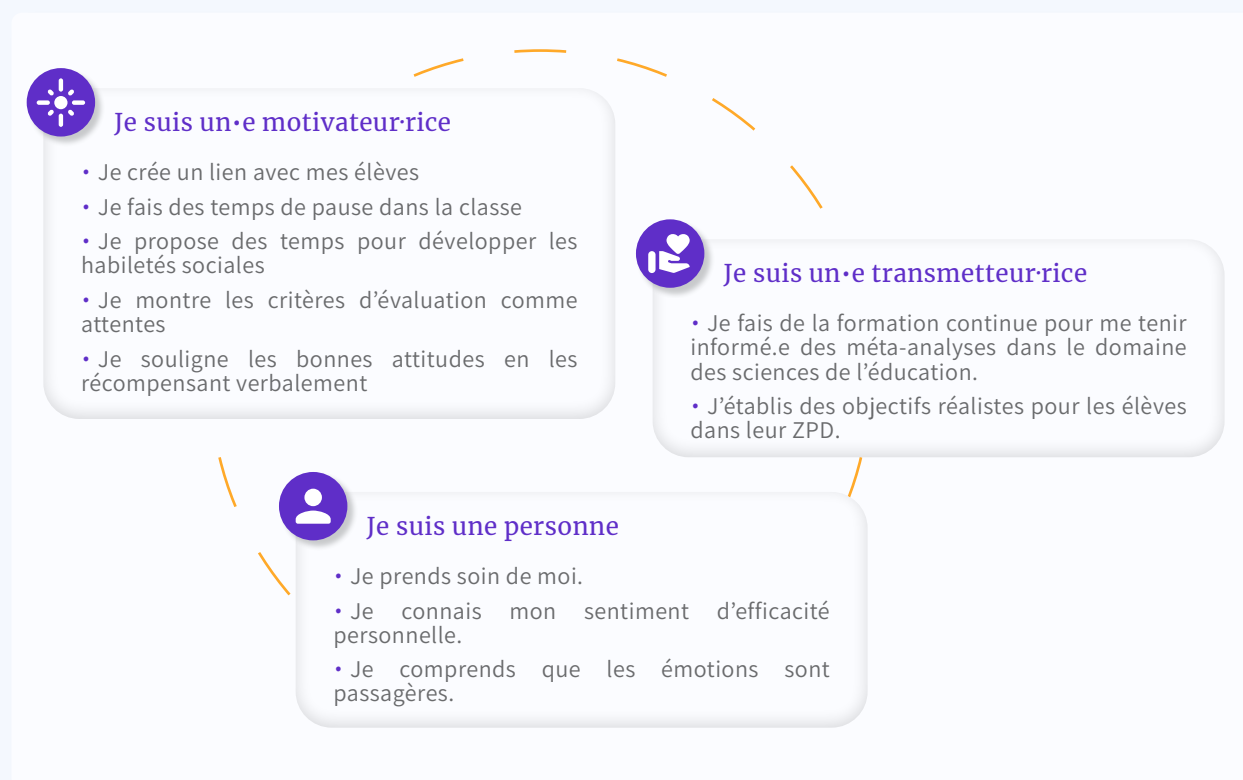 Je suis un•e motivateur·rice
• Je crée un lien avec mes élèves
• Je fais des temps de pause dans la classe
• Je propose des temps pour développer les
habiletés sociales
• Je montre les critères d’évaluation comme
attentes
• Je souligne les bonnes attitudes en les
récompensant verbalement
Je suis un•e transmetteur·rice
• Je fais de la formation continue pour me tenir
informé.e des méta-analyses dans le domaine
des sciences de l’éducation.
• J’établis des objectifs réalistes pour les élèves
dans leur ZPD.
Je suis une personne
• Je prends soin de moi.
• Je connais mon sentiment d’efficacité
personnelle.
• Je comprends que les émotions sont
passagères.